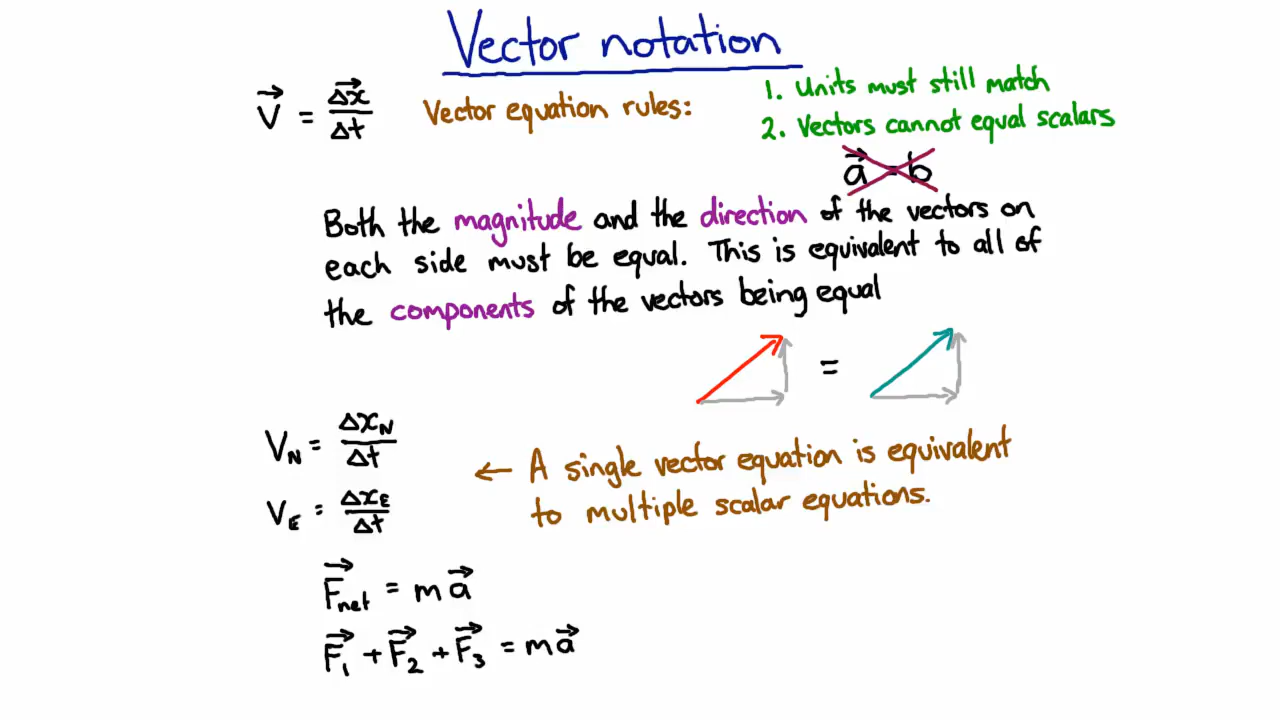 Vector notation
V⃗ = Δx⃗/Δt
Vector equation rules:
1. Units must still match
2. Vectors cannot equal scalars
a⃗ = b
Both the magnitude and the direction of the vectors on
each side must be equal. This is equivalent to all of
the components of the vectors being equal
=
V_N = Δx_N/Δt
V_E = Δx_E/Δt
← A single vector equation is equivalent
to multiple scalar equations.
F⃗_net = m a⃗
F⃗_1 + F⃗_2 + F⃗_3 = m a⃗